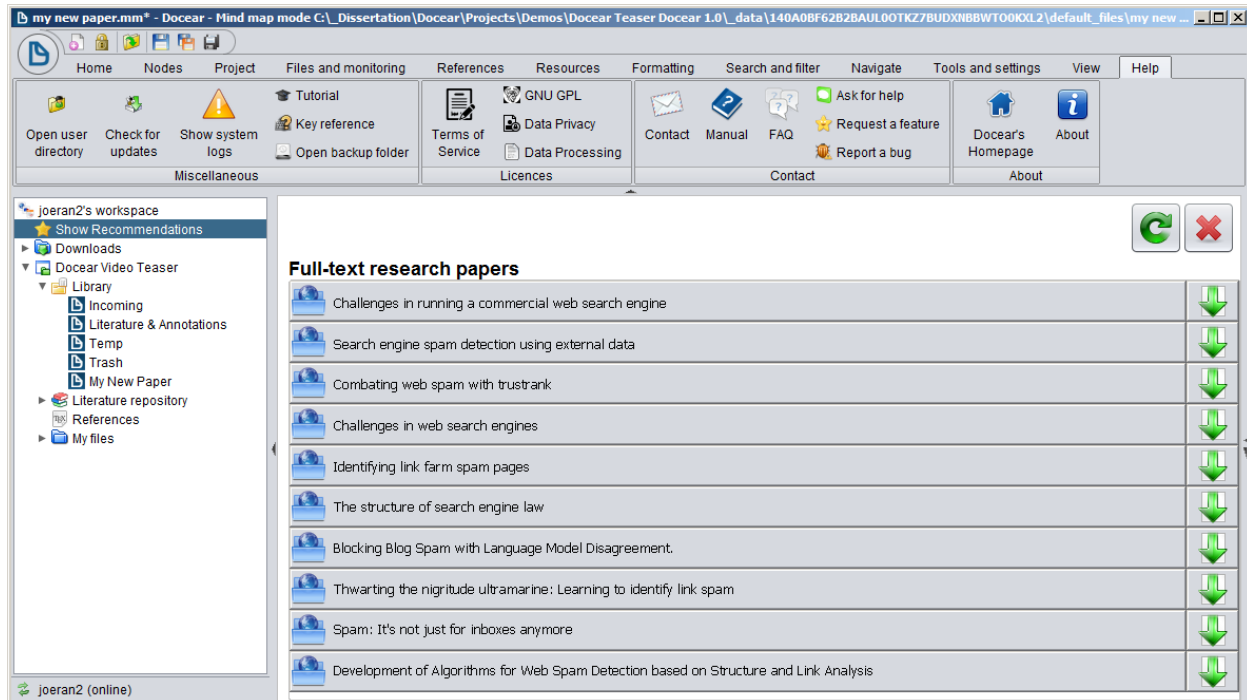 my new paper.mm* - Docear - Mind map mode C:\_Dissertation\Docear\Projects\Demos\Docear Teaser Docear 1.0\_data\140A0BF62B2BAUL0OTKZ7BUDXNBBWTO0KXL2\default_files\my new ...
Home Nodes Project Files and monitoring References Resources Formatting Search and filter Navigate Tools and settings View Help
Open user directory
Check for updates
Show system logs
Tutorial
Key reference
Open backup folder
Miscellaneous
Terms of Service
GNU GPL
Data Privacy
Data Processing
Licences
Contact
Manual
FAQ
Ask for help
Request a feature
Report a bug
Contact
Docear's Homepage
About
About
joeran2's workspace
Show Recommendations
Downloads
Docear Video Teaser
Library
Incoming
Literature & Annotations
Temp
Trash
My New Paper
Literature repository
References
My files
joeran2 (online)
Full-text research papers
Challenges in running a commercial web search engine
Search engine spam detection using external data
Combating web spam with trustrank
Challenges in web search engines
Identifying link farm spam pages
The structure of search engine law
Blocking Blog Spam with Language Model Disagreement.
Thwarting the nigritude ultramarine: Learning to identify link spam
Spam: It's not just for inboxes anymore
Development of Algorithms for Web Spam Detection based on Structure and Link Analysis